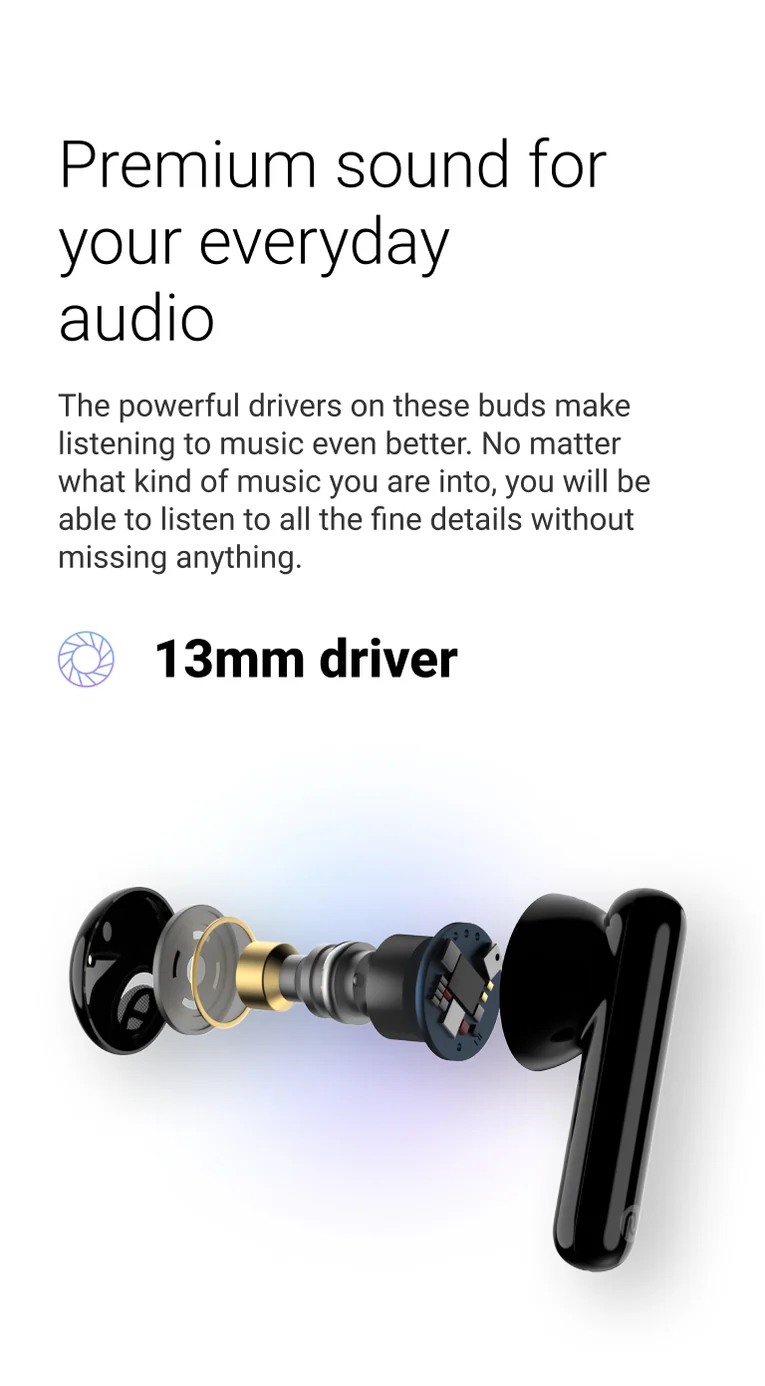 Premium sound for
your everyday
audio
The powerful drivers on these buds make
listening to music even better. No matter
what kind of music you are into, you will be
able to listen to all the fine details without
missing anything.
13mm driver